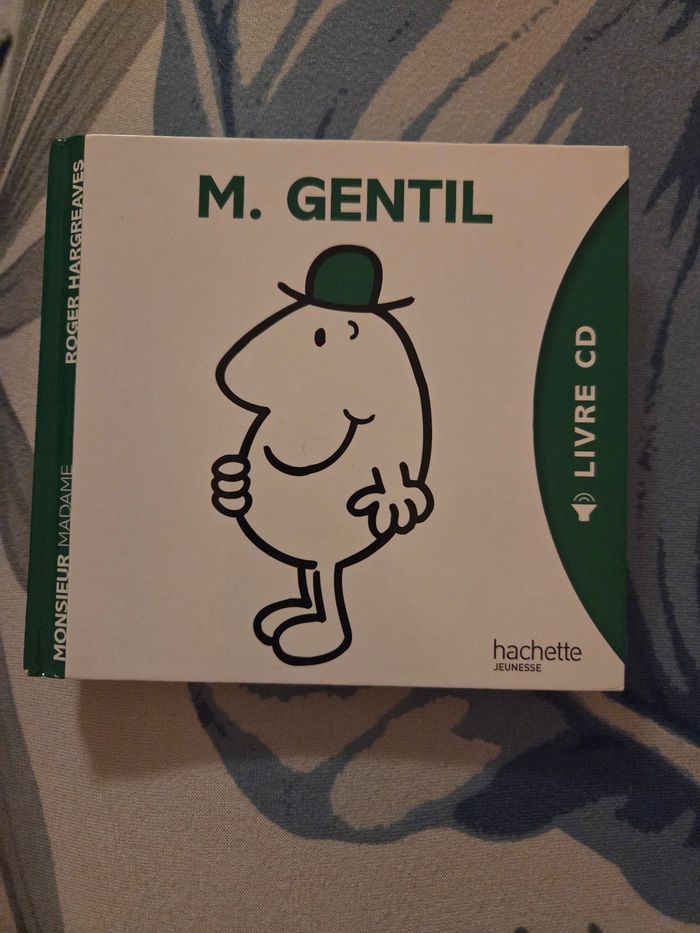 M. GENTIL
LIVRE CD
hachette
JEUNESSE
MONSIEUR MADAME
ROGER HARGREAVES